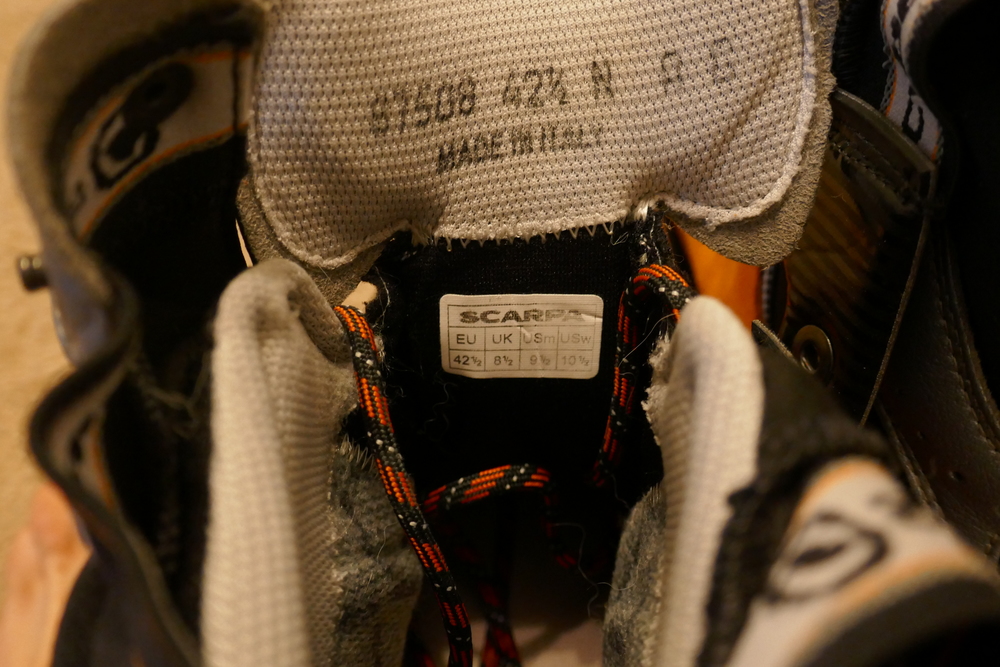 87508 42½ N
MADE IN ITALY
SCARPA
EU UK USm USw
42½ 8½ 9½ 10½